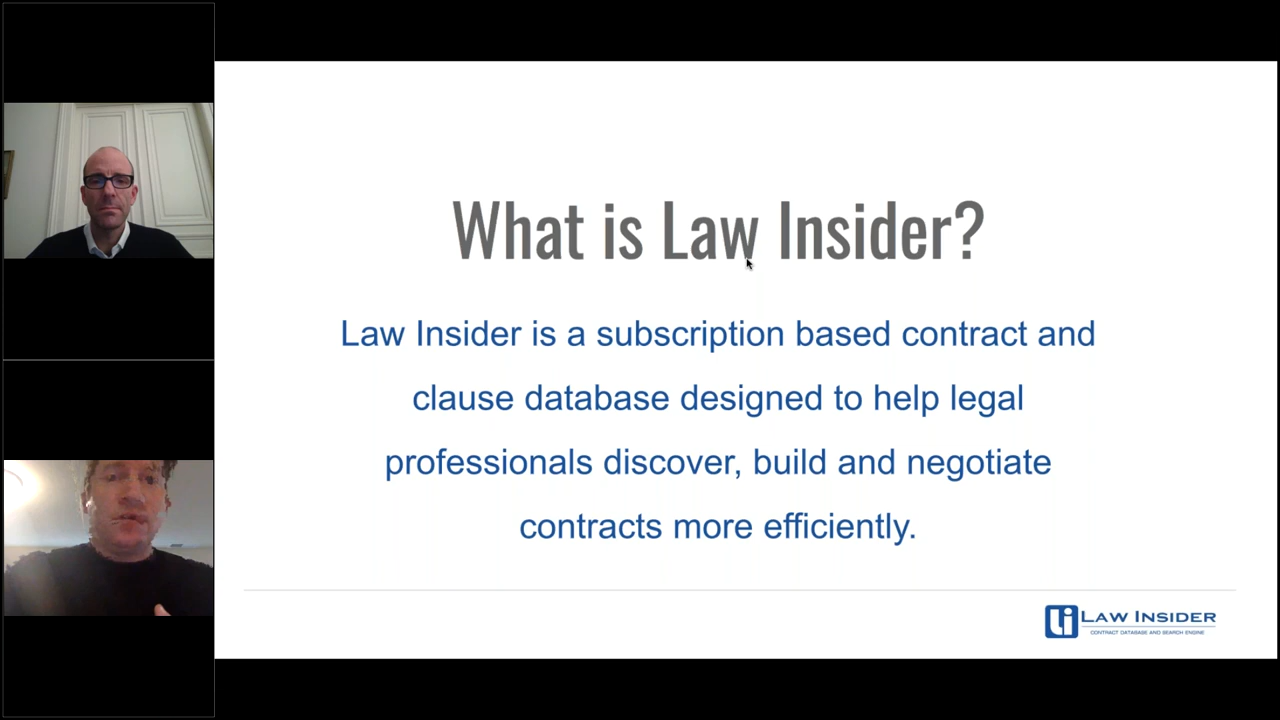 What is Law Insider?
Law Insider is a subscription based contract and
clause database designed to help legal
professionals discover, build and negotiate
contracts more efficiently.
Li LAW INSIDER
CONTRACT DATABASE AND SEARCH ENGINE